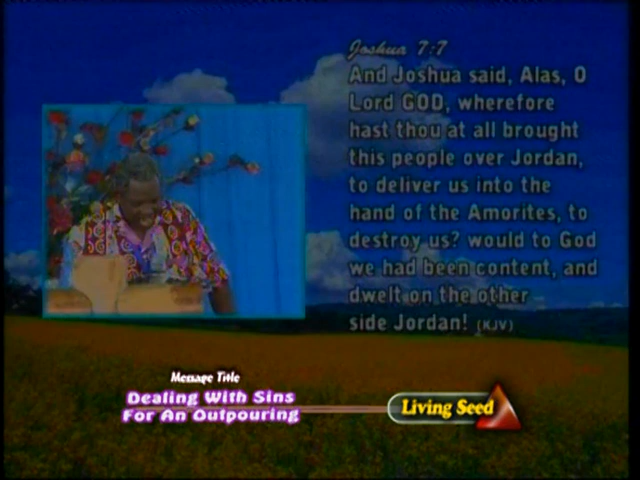 Joshua 7:7
And Joshua said, Alas, O
Lord GOD, wherefore
hast thou at all brought
this people over Jordan,
to deliver us into the
hand of the Amorites, to
destroy us? would to God
we had been content, and
dwelt on the other
side Jordan! (KJV)
Message Title
Dealing With Sins
For An Outpouring
Living Seed